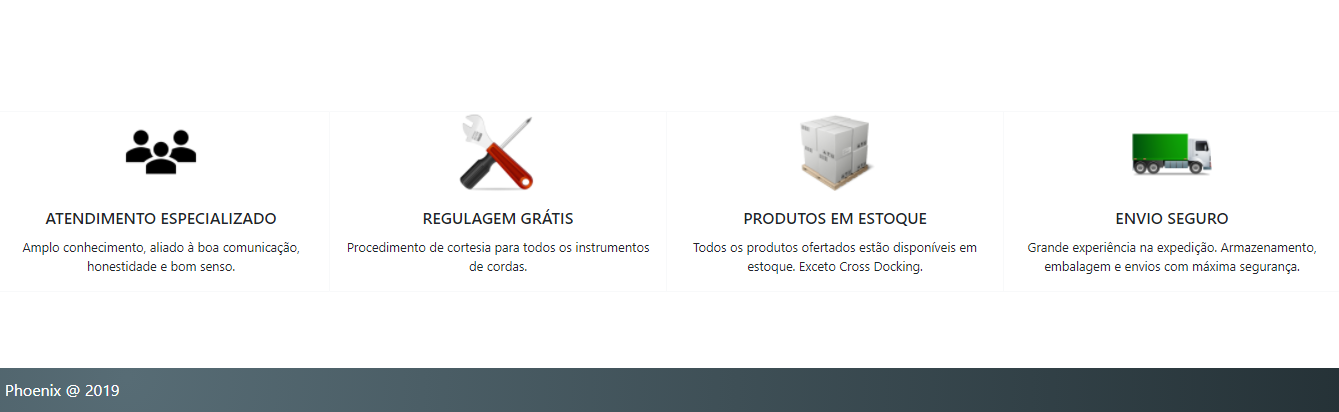 ATENDIMENTO ESPECIALIZADO
Amplo conhecimento, aliado à boa comunicação,
honestidade e bom senso.
REGULAGEM GRÁTIS
Procedimento de cortesia para todos os instrumentos
de cordas.
PRODUTOS EM ESTOQUE
Todos os produtos ofertados estão disponíveis em
estoque. Exceto Cross Docking.
ENVIO SEGURO
Grande experiência na expedição. Armazenamento,
embalagem e envios com máxima segurança.
Phoenix @ 2019